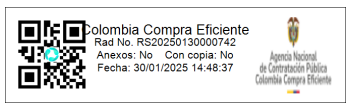 Colombia Compra Eficiente
Rad No. RS20250130000742
Anexos: No Con copia: No
Fecha: 30/01/2025 14:48:37
Agencia Nacional
de Contratación Pública
Colombia Compra Eficiente